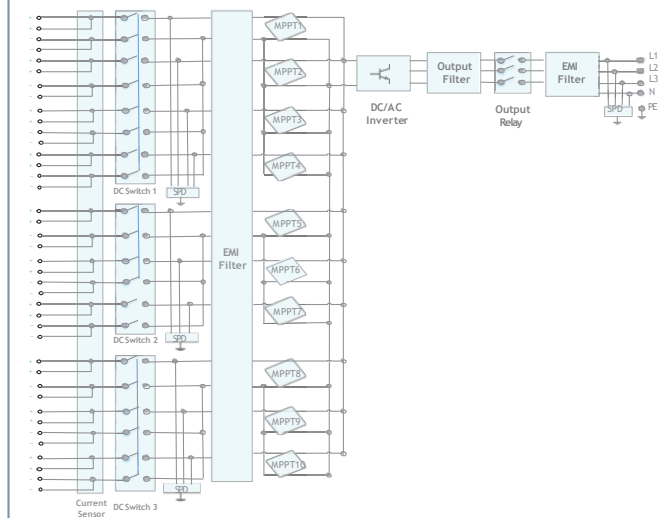 MPPT1
MPPT2
MPPT3
MPPT4
DC Switch 1
SPD
MPPT5
MPPT6
MPPT7
EMI
Filter
DC Switch 2
SPD
MPPT8
MPPT9
MPPT10
SPD
Current
Sensor
DC Switch 3
DC/AC
Inverter
Output
Filter
Output
Relay
EMI
Filter
L1
L2
L3
N
SPD
PE